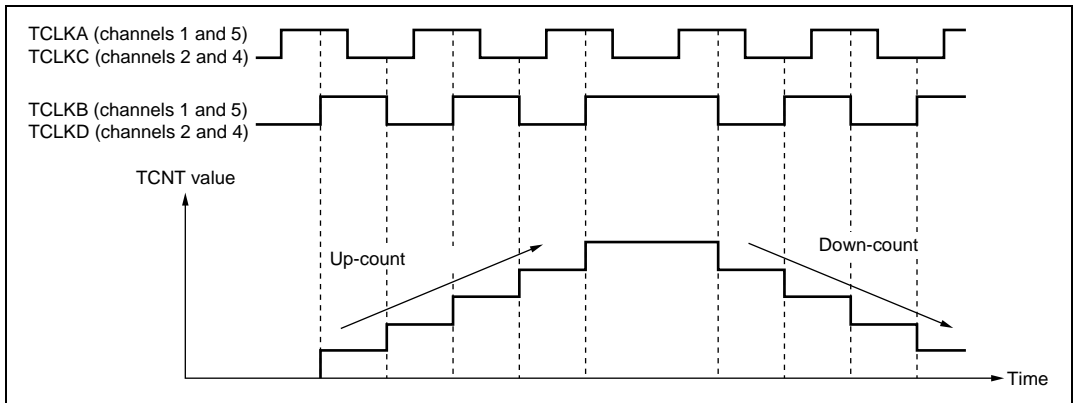 TCLKA (channels 1 and 5)
TCLKC (channels 2 and 4)
TCLKB (channels 1 and 5)
TCLKD (channels 2 and 4)
TCNT value
Up-count
Down-count
Time